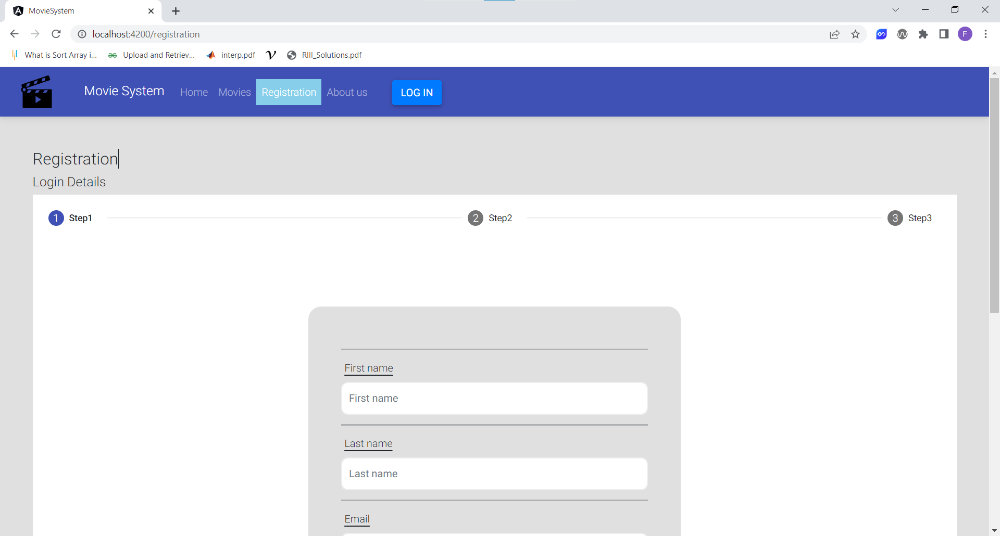 MovieSystem
localhost:4200/registration
F
What is Sort Array i...
Upload and Retriev...
interp.pdf
RIII_Solutions.pdf
Movie System
Home
Movies
Registration
About us
LOG IN
Registration
Login Details
1 Step1
2 Step2
3 Step3
First name
First name
Last name
Last name
Email